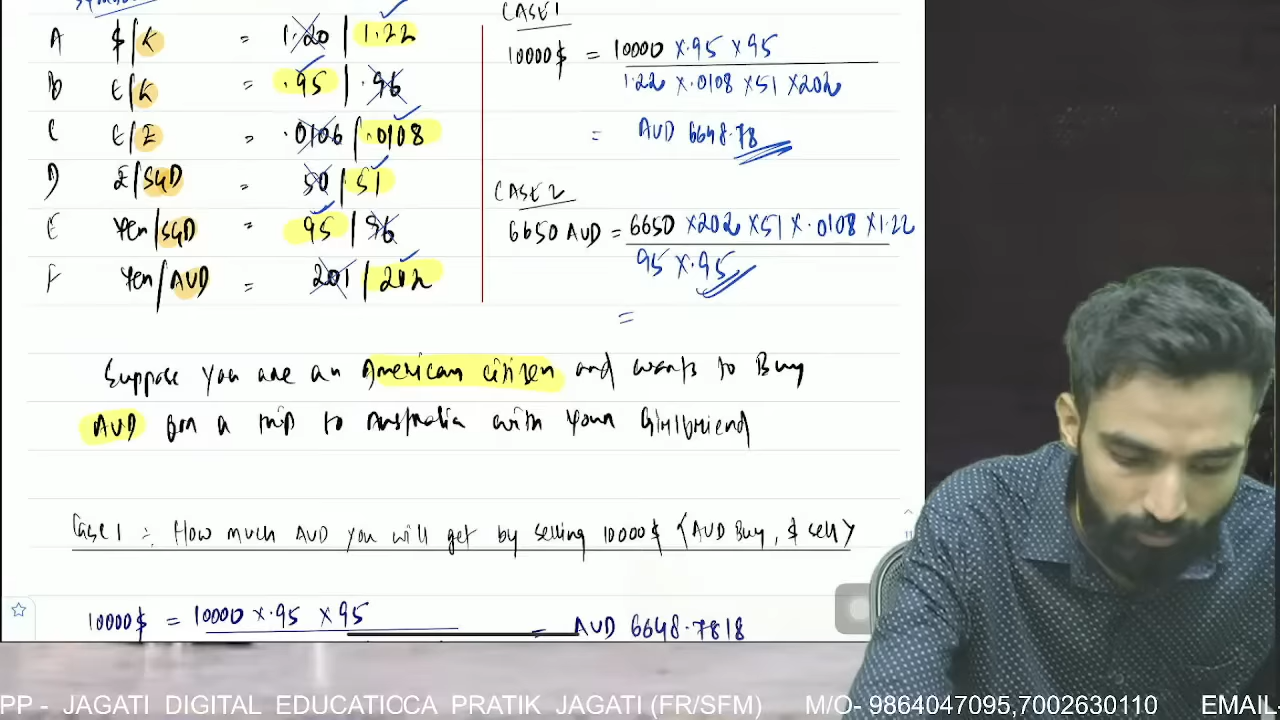 A $/K = 1.20 | 1.22
B £/K = .95 | .96
C £/₤ = .0106 | .0108
D ₤/SGD = 50 | 51
E Yen/SGD = 95 | 96
F Yen/AUD = 201 | 202
Suppose you are an American citizen and wants to Buy
AUD for a trip to Australia with your Girlfriend
Case 1 :- How much AUD you will get by selling 10000$ {AUD Buy, $ sell}
10000$ = 10000 x .95 x 95 = AUD 6648.7818
CASE 1
10000$ = 10000 x .95 x 95
1.22 x .0108 x 51 x 202
= AUD 6648.78
CASE 2
6650 AUD = 6650 x 202 x 51 x .0108 x 1.22
95 x .95
=
PP - JAGATI DIGITAL EDUCATICCA PRATIK JAGATI (FR/SFM) M/O- 9864047095,7002630110 EMAIL-